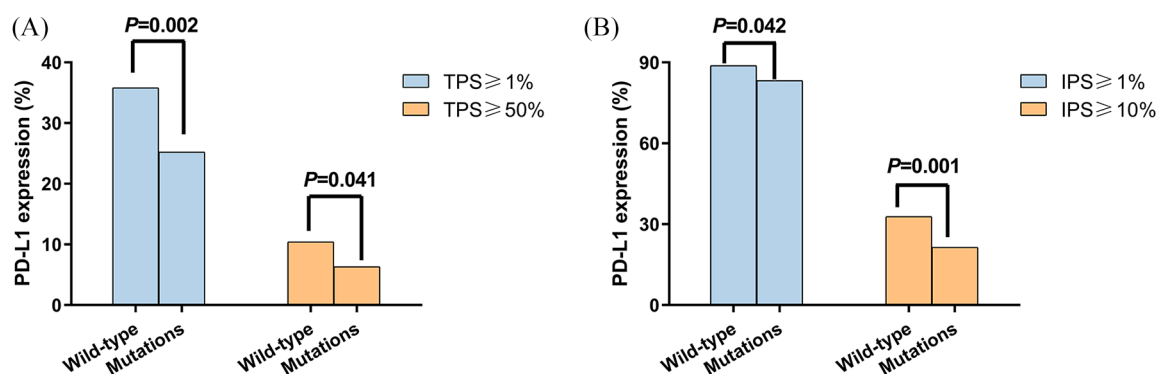 (A)
P=0.002
PD-L1 expression (%)
40
30
20
10
0
P=0.041
Wild-type
Mutations
Wild-type
Mutations
TPS≥1%
TPS≥50%
(B)
P=0.042
PD-L1 expression (%)
90
60
30
0
P=0.001
Wild-type
Mutations
Wild-type
Mutations
IPS≥1%
IPS≥10%